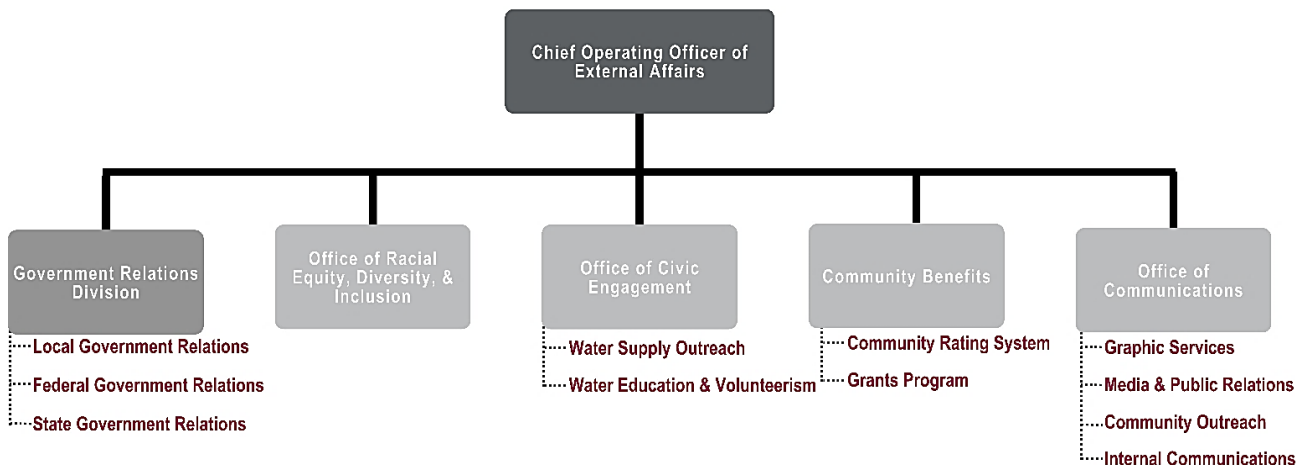 Chief Operating Officer of
External Affairs
Government Relations
Division
Local Government Relations
Federal Government Relations
State Government Relations
Office of Racial
Equity, Diversity, &
Inclusion
Office of Civic
Engagement
Water Supply Outreach
Water Education & Volunteerism
Community Benefits
Community Rating System
Grants Program
Office of
Communications
Graphic Services
Media & Public Relations
Community Outreach
Internal Communications